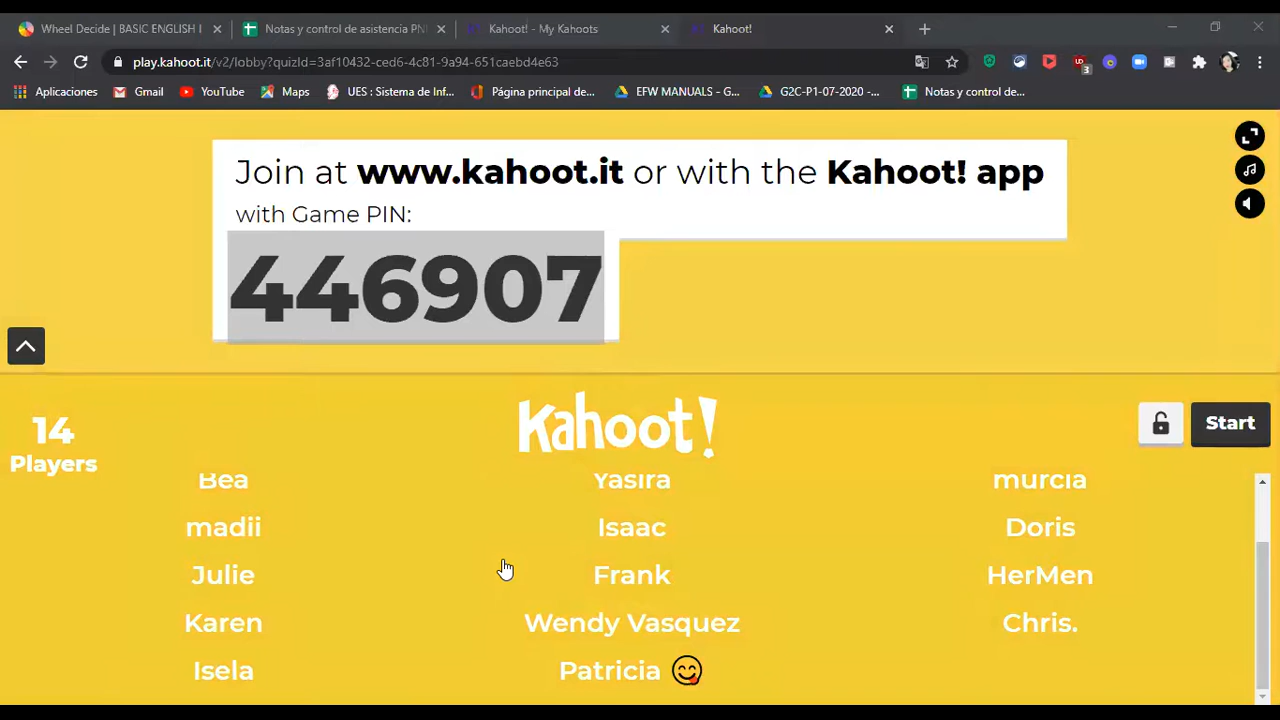 Wheel Decide | BASIC ENGLISH I
Notas y control de asistencia PNI
Kahoot! - My Kahoots
Kahoot!
play.kahoot.it/v2/lobby?quizId=3af10432-ced6-4c81-9a94-651caebd4e63
Aplicaciones
Gmail
YouTube
Maps
UES : Sistema de Inf...
Página principal de...
EFW MANUALS - G...
G2C-P1-07-2020 -...
Notas y control de...
3
Join at www.kahoot.it or with the Kahoot! app
with Game PIN:
446907
14
Players
Kahoot!
Start
Bea Yasira murcia
madii Isaac Doris
Julie Frank HerMen
Karen Wendy Vasquez Chris.
Isela Patricia 😋